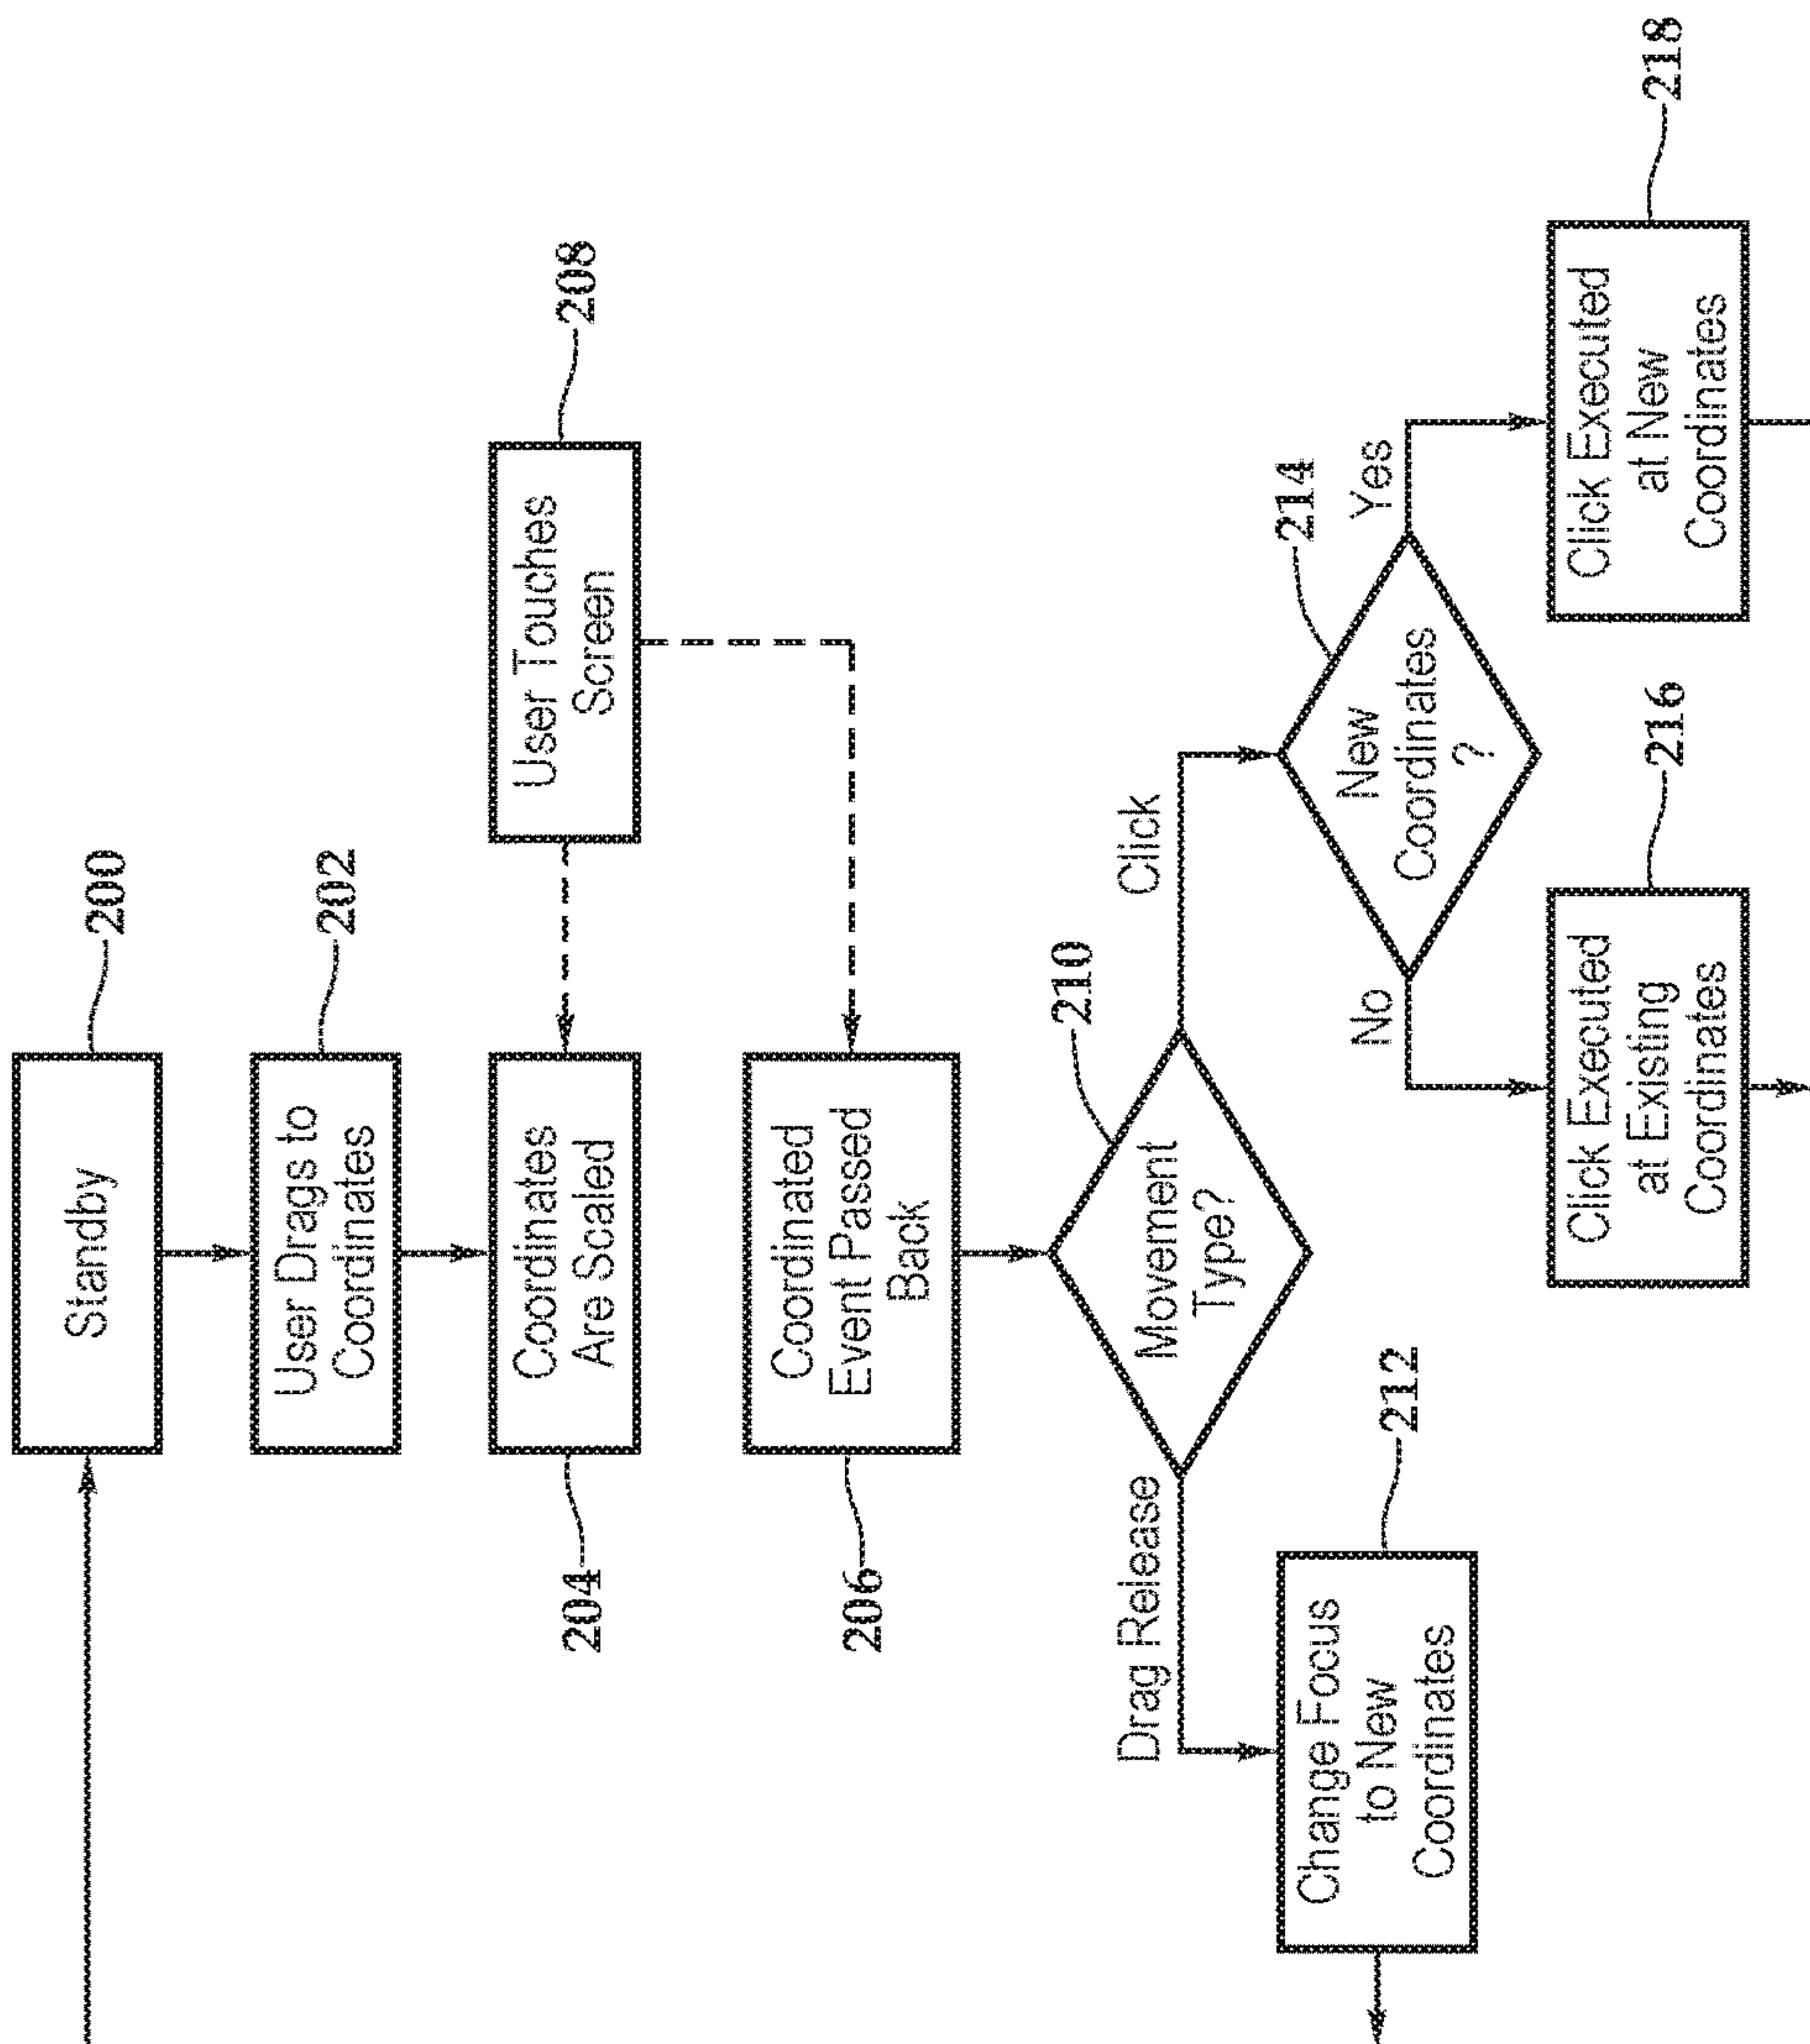 Standby
200
User Drags to
Coordinates
202
Coordinates
Are Scaled
204
User Touches
Screen
208
Coordinated
Event Passed
Back
206
Movement
Type?
210
Drag Release
Click
Change Focus
to New
Coordinates
212
New
Coordinates
?
214
No
Yes
Click Executed
at Existing
Coordinates
216
Click Executed
at New
Coordinates
218